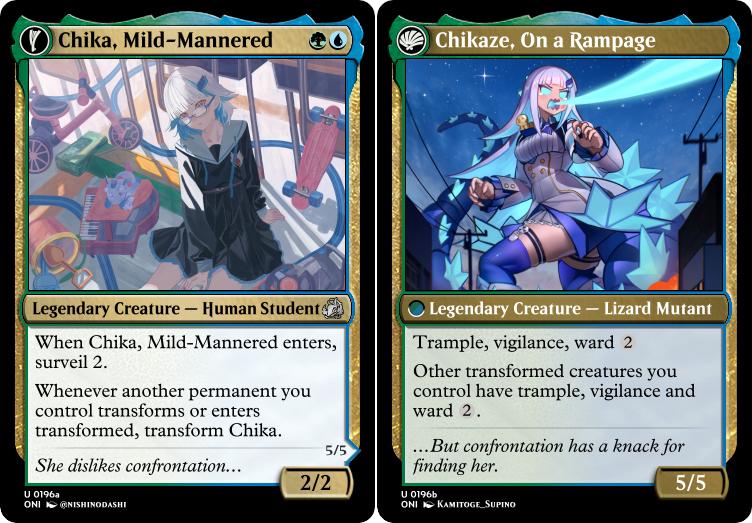 Chika, Mild-Mannered
Legendary Creature — Human Student
When Chika, Mild-Mannered enters,
surveil 2.
Whenever another permanent you
control transforms or enters
transformed, transform Chika.
5/5
She dislikes confrontation…
2/2
U 0196a
ONI @NISHINODASHI
Chikaze, On a Rampage
Legendary Creature — Lizard Mutant
Trample, vigilance, ward 2
Other transformed creatures you
control have trample, vigilance and
ward 2.
…But confrontation has a knack for
finding her.
5/5
U 0196b
ONI Kamitoge_Supino